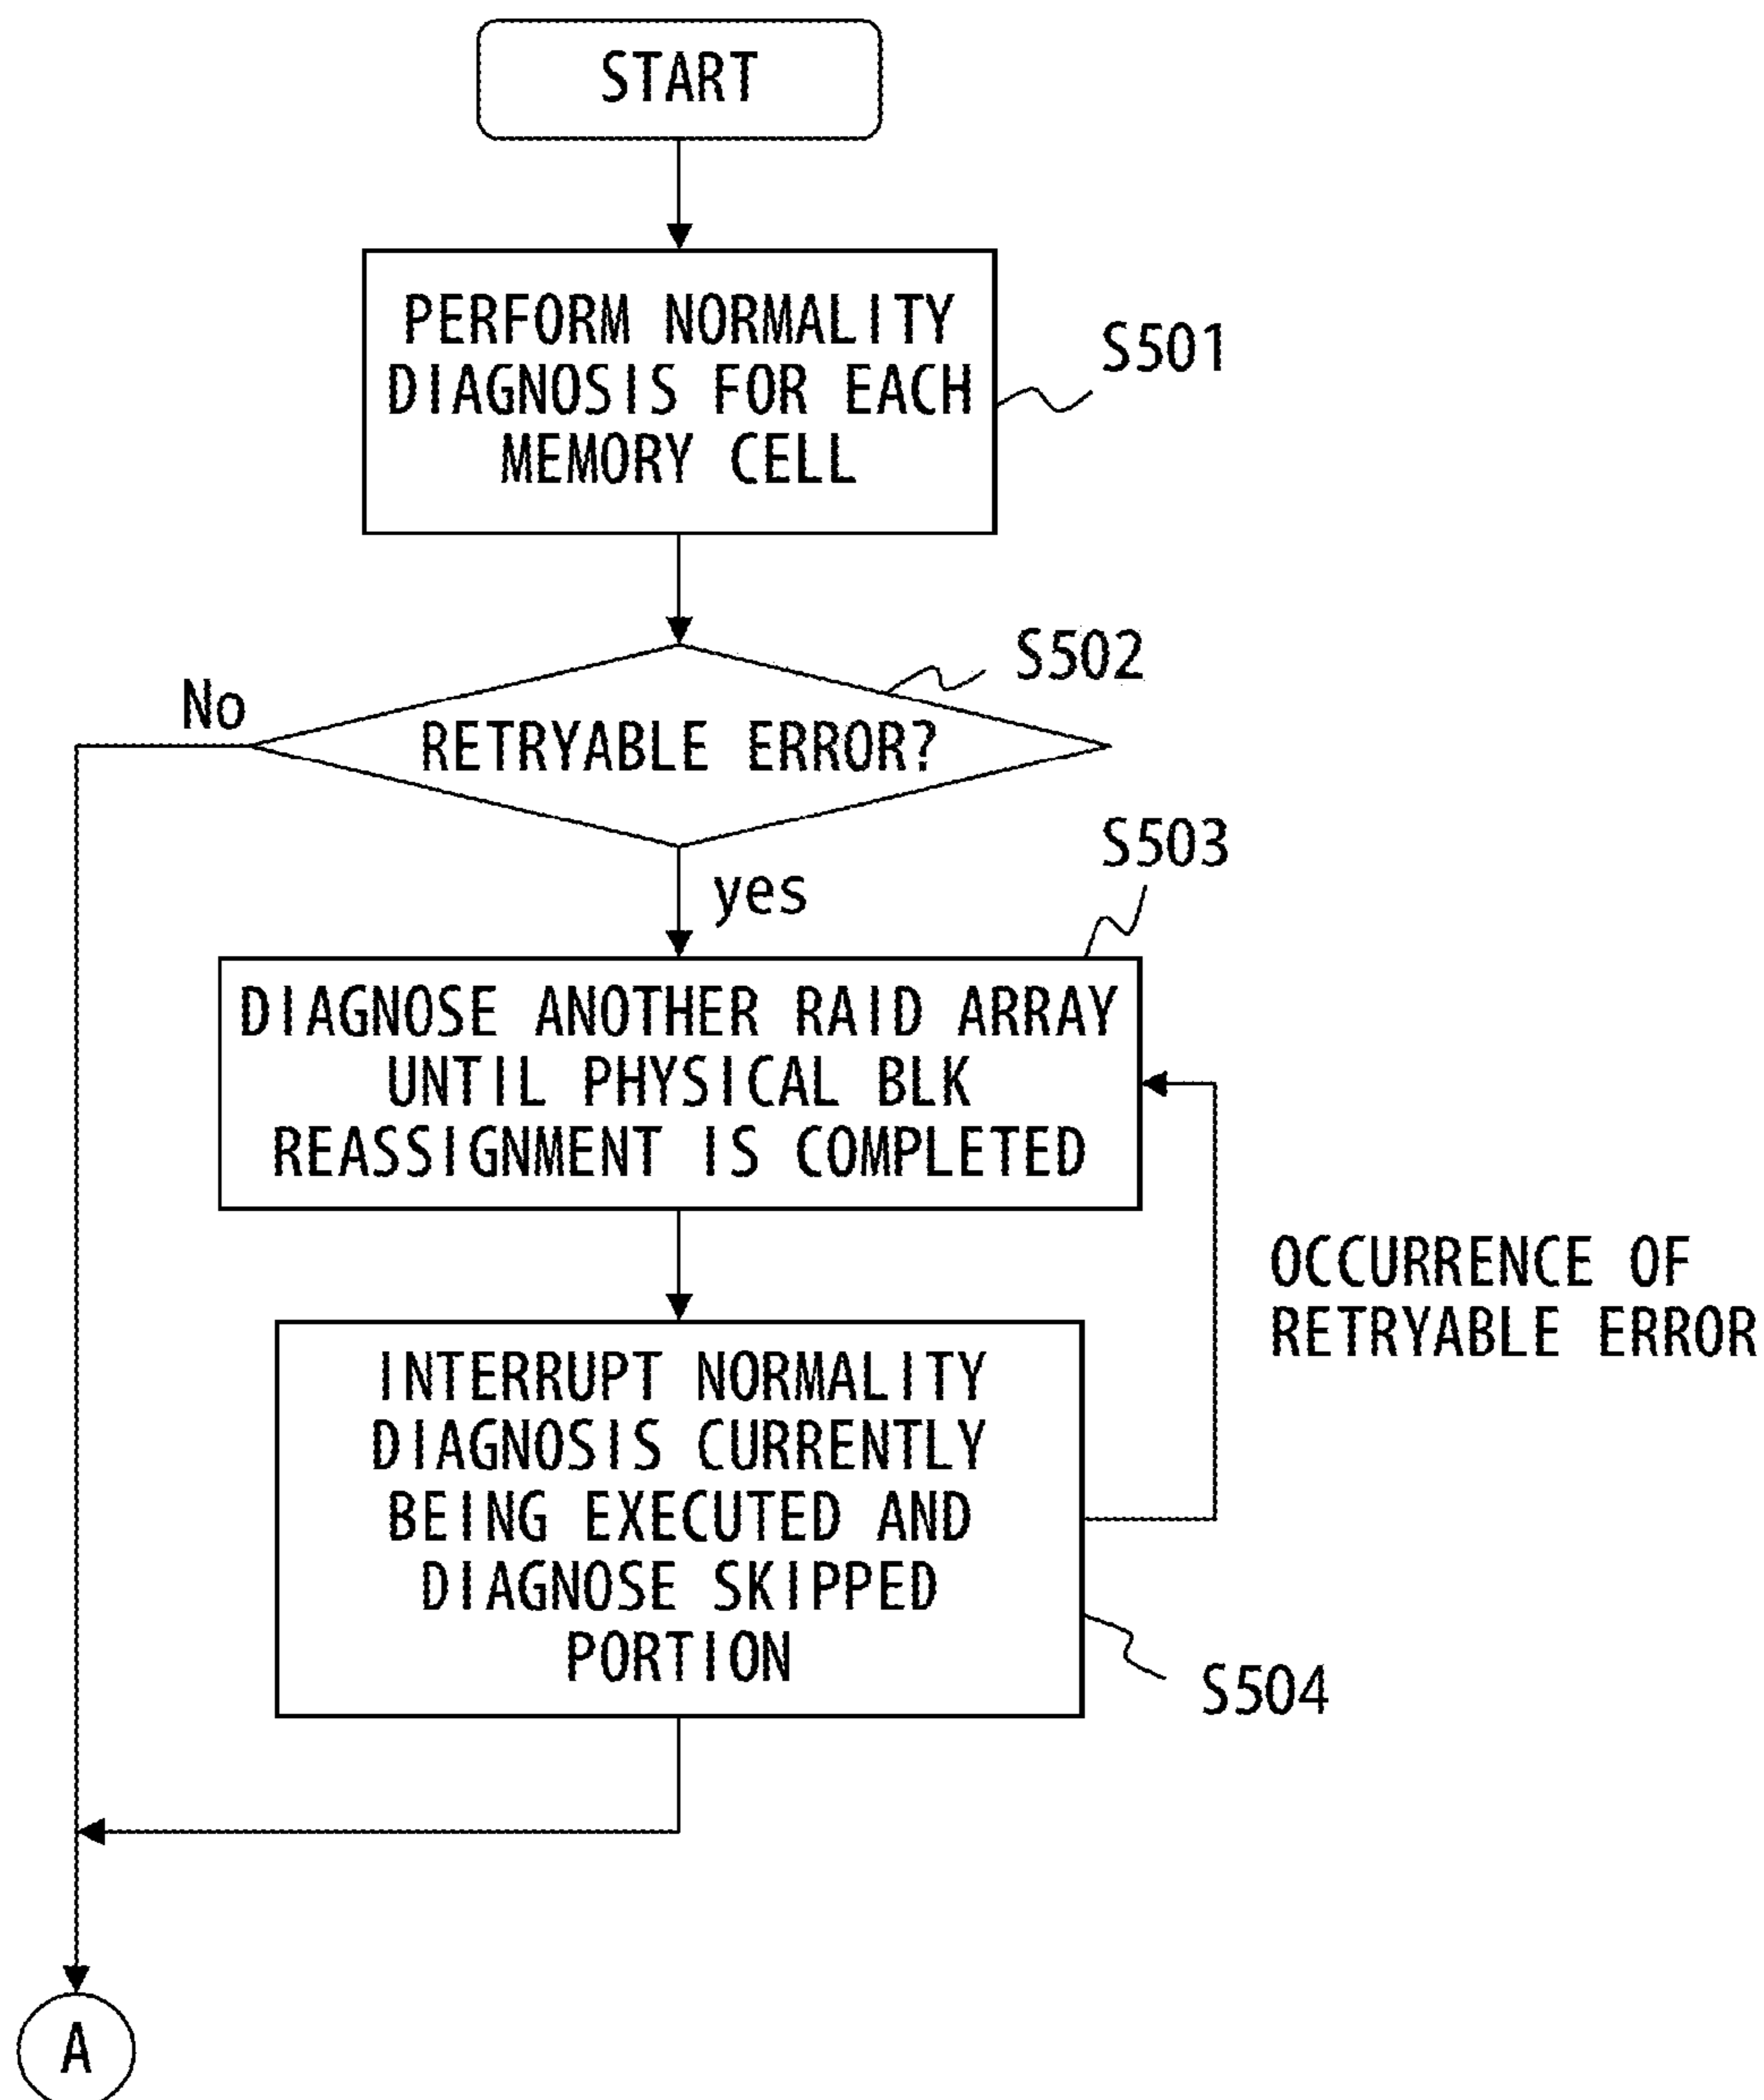 START
PERFORM NORMALITY
DIAGNOSIS FOR EACH
MEMORY CELL
S501
S502
No
RETRYABLE ERROR?
yes
S503
DIAGNOSE ANOTHER RAID ARRAY
UNTIL PHYSICAL BLK
REASSIGNMENT IS COMPLETED
OCCURRENCE OF
RETRYABLE ERROR
INTERRUPT NORMALITY
DIAGNOSIS CURRENTLY
BEING EXECUTED AND
DIAGNOSE SKIPPED
PORTION
S504
A